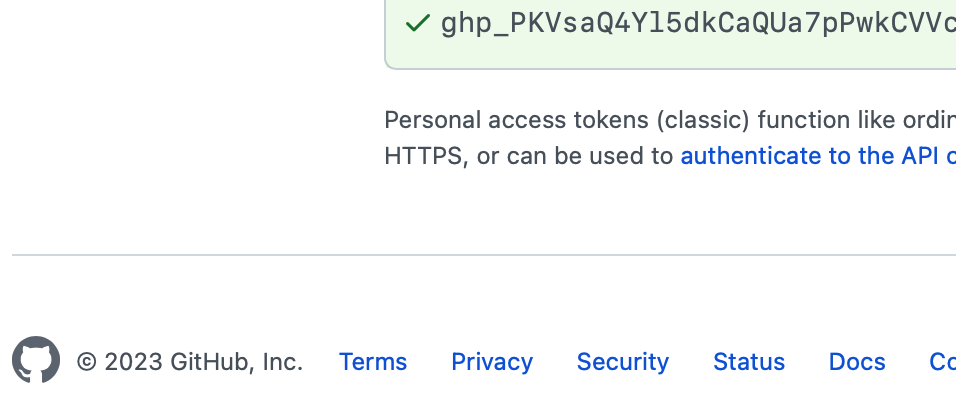 ghp_PKVsaQ4Yl5dkCaQUa7pPwkCVVc
Personal access tokens (classic) function like ordin
HTTPS, or can be used to authenticate to the API o
© 2023 GitHub, Inc. Terms Privacy Security Status Docs Co